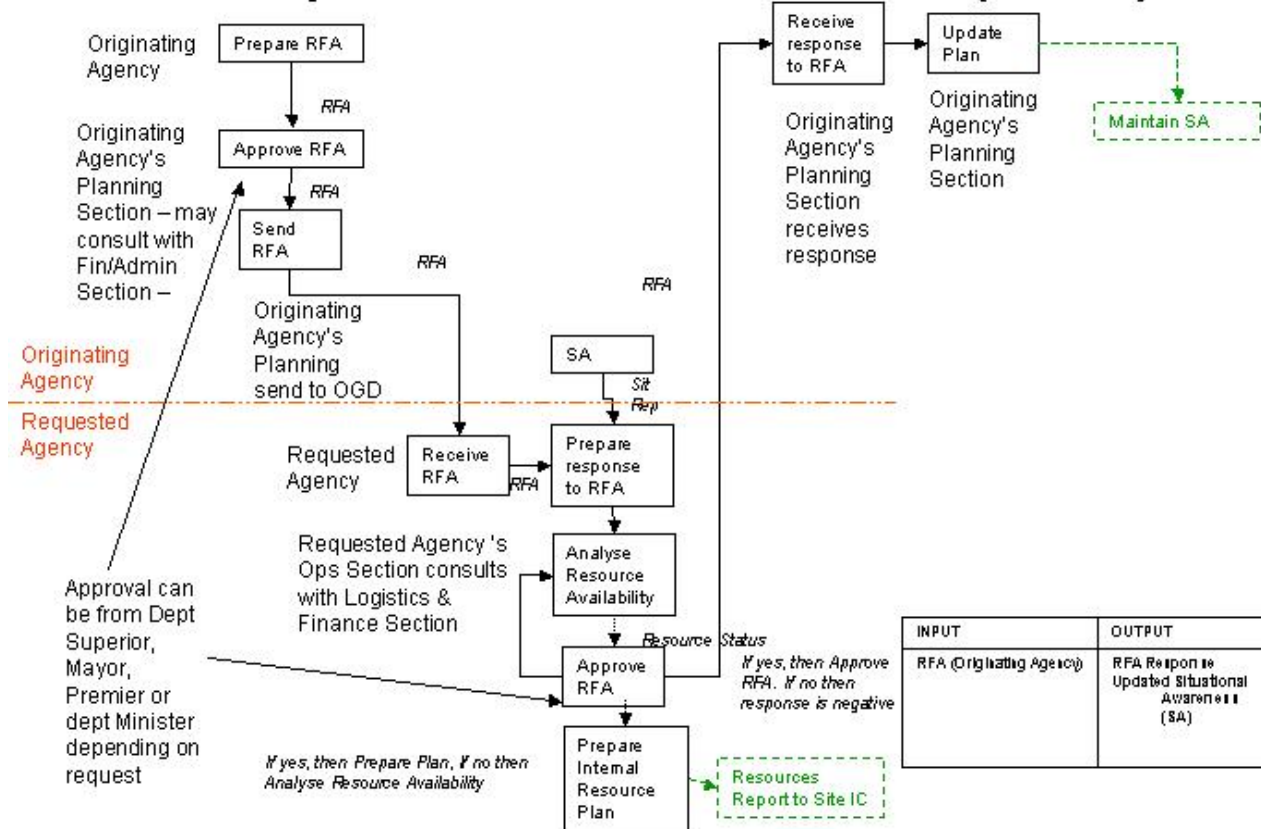 Originating
Agency
Prepare RFA
RFA
Originating
Agency's
Planning
Section – may
consult with
Fin/Admin
Section –
Approve RFA
RFA
Send
RFA
RFA
Originating
Agency's
Planning
send to OGD
RFA
Receive
response
to RFA
Update
Plan
Maintain SA
Originating
Agency's
Planning
Section
receives
response
Originating
Agency's
Planning
Section
SA
Sit
Rep
Originating
Agency
Requested
Agency
Requested
Agency
Receive
RFA
RFA
Prepare
response
to RFA
Requested Agency 's
Ops Section consults
with Logistics &
Finance Section
Analyse
Resource
Availability
Resource Status
Approve
RFA
If yes, then Approve
RFA. If no then
response is negative
Approval can
be from Dept
Superior,
Mayor,
Premier or
dept Minister
depending on
request
If yes, then Prepare Plan, If no then
Analyse Resource Availability
Prepare
Internal
Resource
Plan
Resources
Report to Site IC
INPUT OUTPUT
RFA (Originating Agency) RFA Response
Updated Situational
Awareness
(SA)